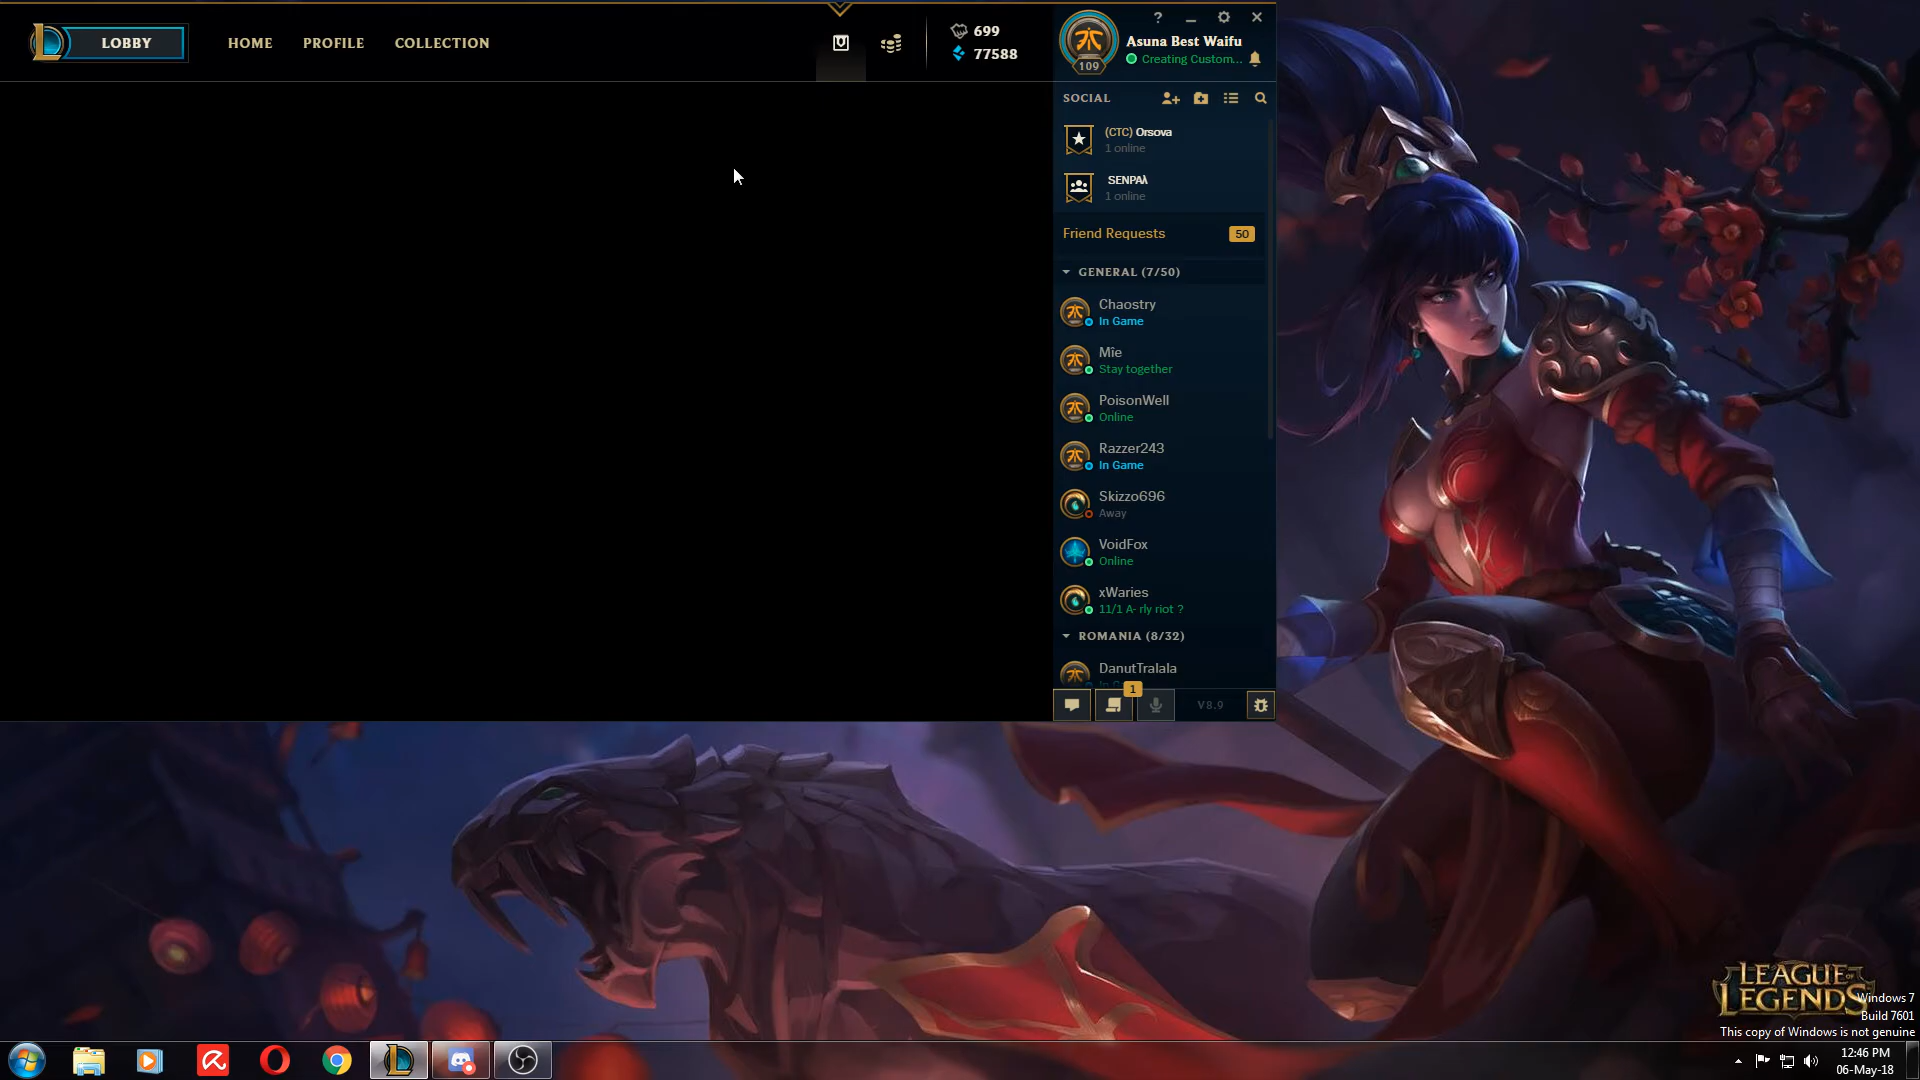 LOBBY
HOME
PROFILE
COLLECTION
699
77588
?
109
Asuna Best Waifu
Creating Custom...
SOCIAL
(CTC) Orsova
1 online
SENPAλ
1 online
Friend Requests
50
GENERAL (7/50)
Chaostry
In Game
Mîe
Stay together
PoisonWell
Online
Razzer243
In Game
Skizzo696
Away
VoidFox
Online
xWaries
11/1 A- rly riot ?
ROMANIA (8/32)
DanutTralala
1
V8.9
LEAGUE OF
LEGENDS
Windows 7
Build 7601
This copy of Windows is not genuine
12:46 PM
06-May-18